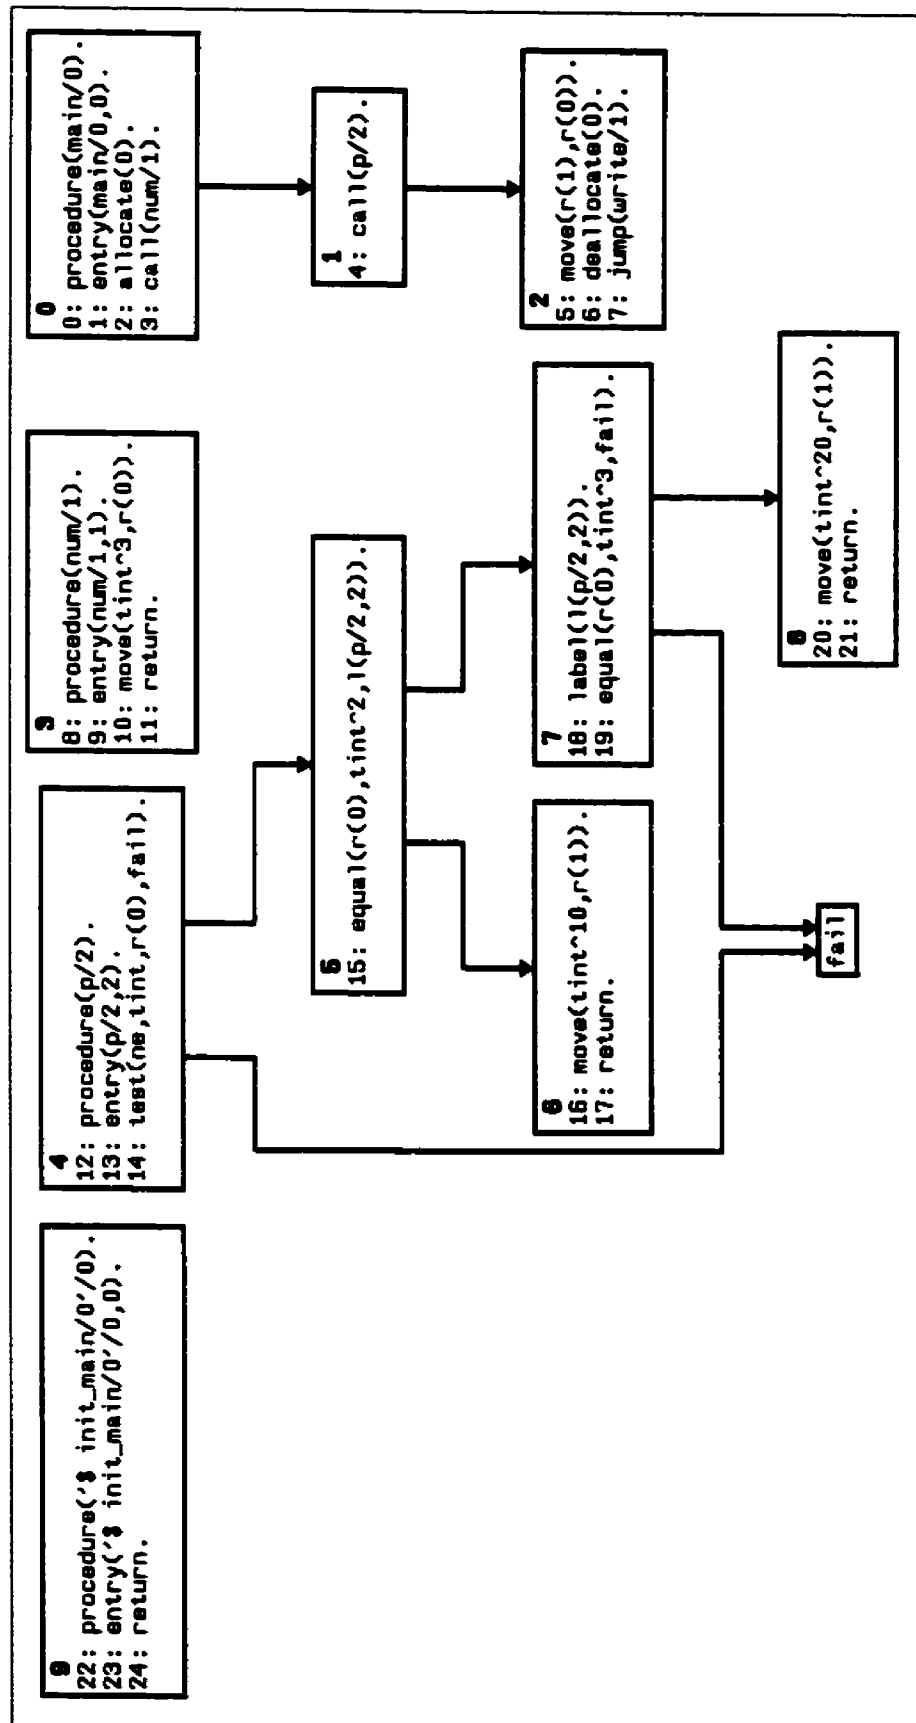 9
22: procedure('$ init_main/0'/0).
23: entry('$ init_main/0'/0,0).
24: return.
4
12: procedure(p/2).
13: entry(p/2,2).
14: test(ne,tint,r(0),fail).
3
8: procedure(num/1).
9: entry(num/1,1).
10: move(tint^3,r(0)).
11: return.
0
0: procedure(main/0).
1: entry(main/0,0).
2: allocate(0).
3: call(num/1).
5
15: equal(r(0),tint^2,l(p/2,2)).
1
4: call(p/2).
6
16: move(tint^10,r(1)).
17: return.
7
18: label(l(p/2,2)).
19: equal(r(0),tint^3,fail).
2
5: move(r(1),r(0)).
6: deallocate(0).
7: jump(write/1).
fail
8
20: move(tint^20,r(1)).
21: return.